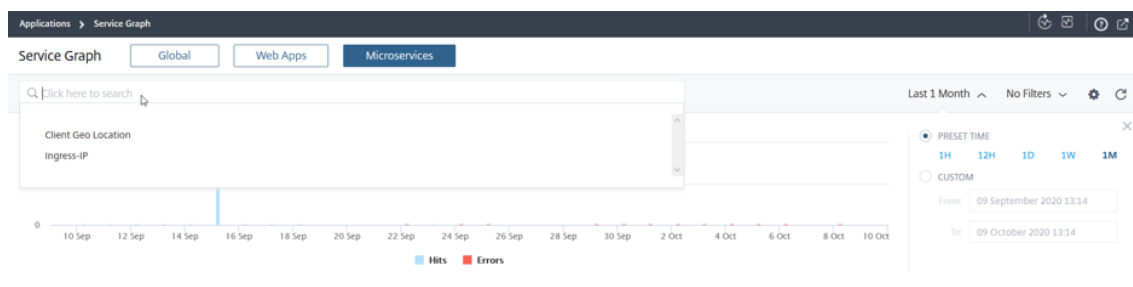 Applications > Service Graph
Service Graph Global Web Apps Microservices
Click here to search
Last 1 Month No Filters
Client Geo Location
Ingress-IP
PRESET TIME
1H 12H 1D 1W 1M
CUSTOM
From: 09 September 2020 13:14
To: 09 October 2020 13:14
0
10 Sep 12 Sep 14 Sep 16 Sep 18 Sep 20 Sep 22 Sep 24 Sep 26 Sep 28 Sep 30 Sep 2 Oct 4 Oct 6 Oct 8 Oct 10 Oct
Hits Errors